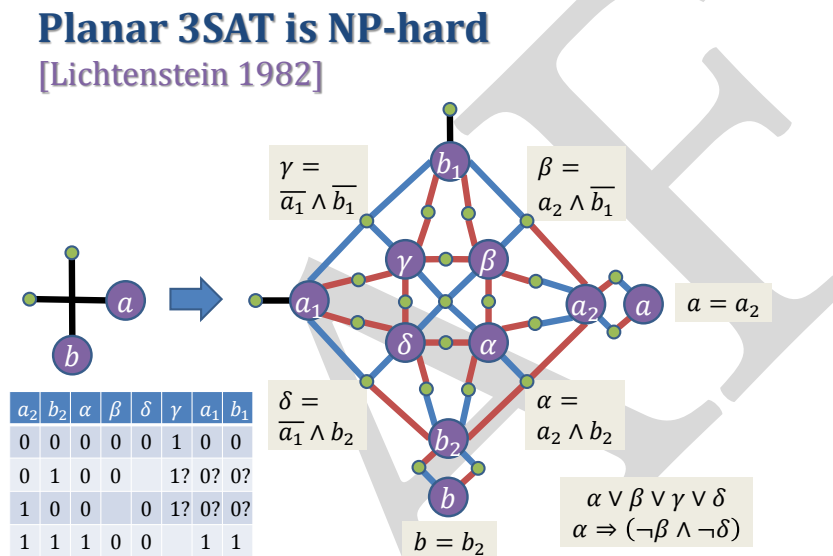 Planar 3SAT is NP-hard
[Lichtenstein 1982]
γ =
a̅₁ ∧ b̅₁
b₁
β =
a₂ ∧ b̅₁
γ
β
a
b
a₁
a₂
a
a = a₂
δ
α
δ =
a̅₁ ∧ b₂
α =
a₂ ∧ b₂
b₂
b
b = b₂
α ∨ β ∨ γ ∨ δ
α ⇒ (¬β ∧ ¬δ)
a₂ b₂ α β δ γ a₁ b₁
0 0 0 0 0 1 0 0
0 1 0 0 1? 0? 0?
1 0 0 0 1? 0? 0?
1 1 1 0 0 1 1